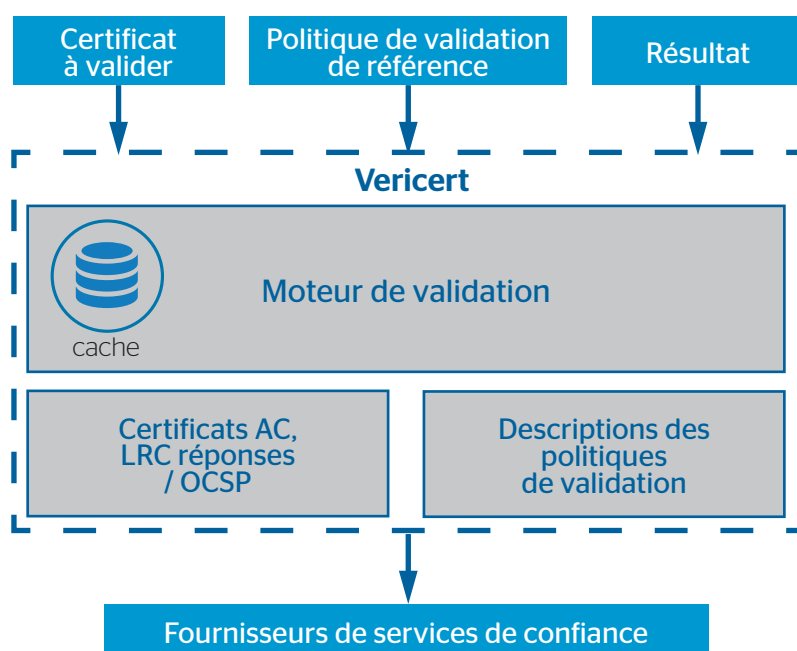 Certificat
à valider
Politique de validation
de référence
Résultat
Vericert
Moteur de validation
cache
Certificats AC,
LRC réponses
/ OCSP
Descriptions des
politiques
de validation
Fournisseurs de services de confiance